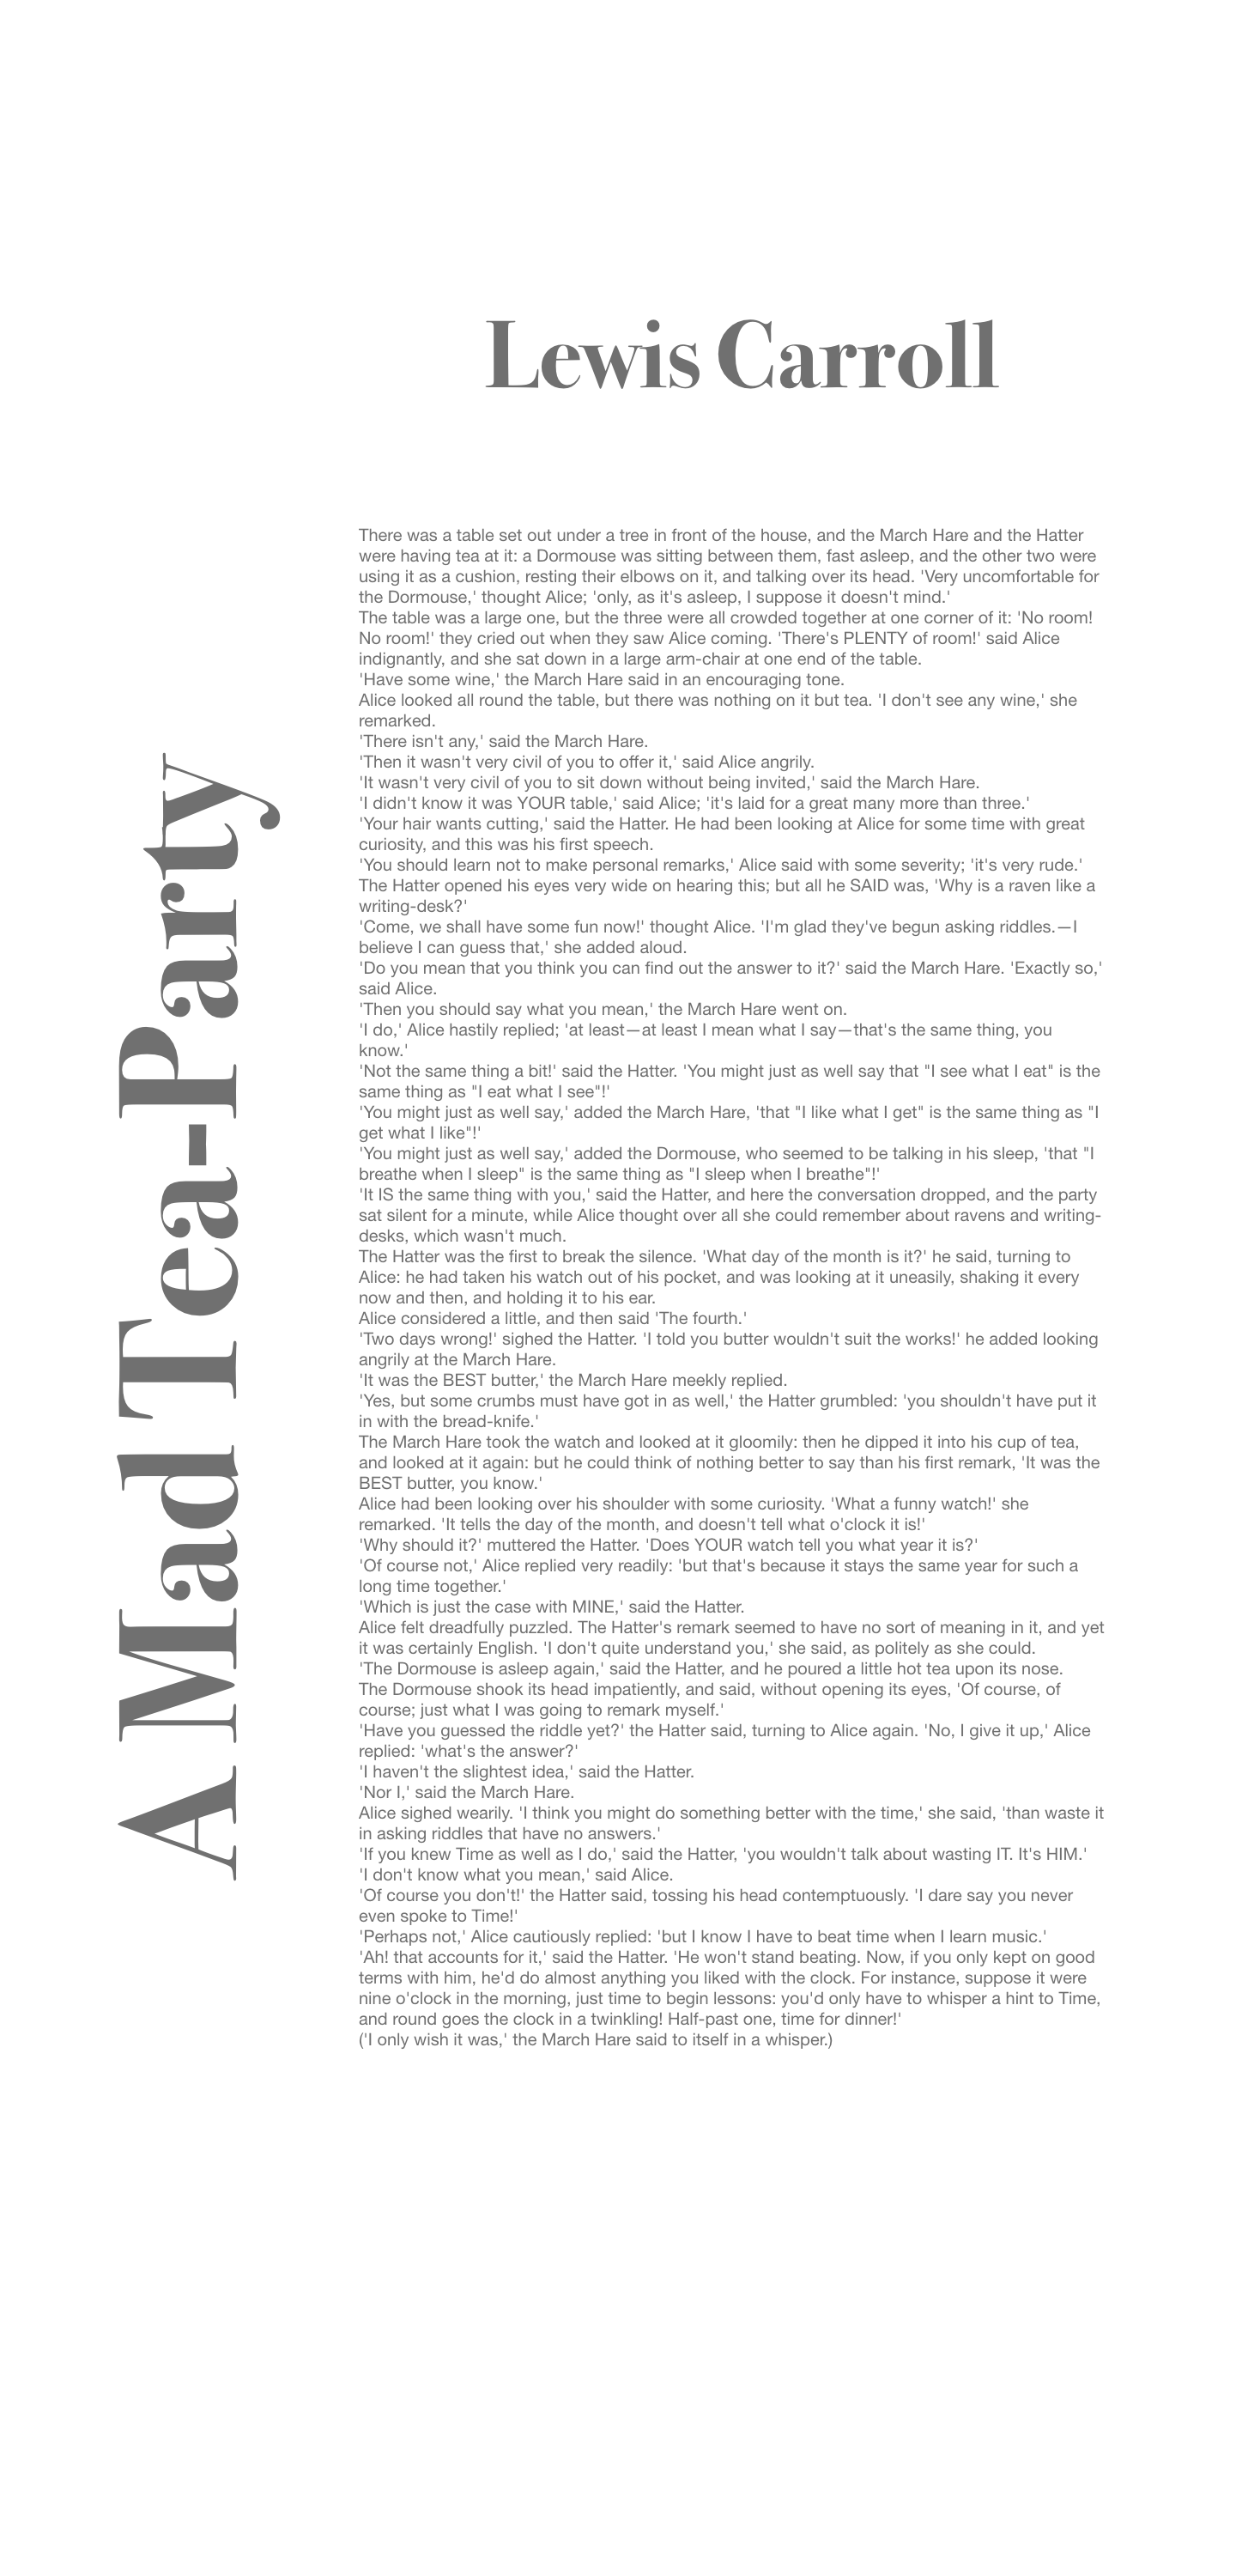 Lewis Carroll
A Mad Tea-Party
There was a table set out under a tree in front of the house, and the March Hare and the Hatter
were having tea at it: a Dormouse was sitting between them, fast asleep, and the other two were
using it as a cushion, resting their elbows on it, and talking over its head. 'Very uncomfortable for
the Dormouse,' thought Alice; 'only, as it's asleep, I suppose it doesn't mind.'
The table was a large one, but the three were all crowded together at one corner of it: 'No room!
No room!' they cried out when they saw Alice coming. 'There's PLENTY of room!' said Alice
indignantly, and she sat down in a large arm-chair at one end of the table.
'Have some wine,' the March Hare said in an encouraging tone.
Alice looked all round the table, but there was nothing on it but tea. 'I don't see any wine,' she
remarked.
'There isn't any,' said the March Hare.
'Then it wasn't very civil of you to offer it,' said Alice angrily.
'It wasn't very civil of you to sit down without being invited,' said the March Hare.
'I didn't know it was YOUR table,' said Alice; 'it's laid for a great many more than three.'
'Your hair wants cutting,' said the Hatter. He had been looking at Alice for some time with great
curiosity, and this was his first speech.
'You should learn not to make personal remarks,' Alice said with some severity; 'it's very rude.'
The Hatter opened his eyes very wide on hearing this; but all he SAID was, 'Why is a raven like a
writing-desk?'
'Come, we shall have some fun now!' thought Alice. 'I'm glad they've begun asking riddles.—I
believe I can guess that,' she added aloud.
'Do you mean that you think you can find out the answer to it?' said the March Hare. 'Exactly so,'
said Alice.
'Then you should say what you mean,' the March Hare went on.
'I do,' Alice hastily replied; 'at least—at least I mean what I say—that's the same thing, you
know.'
'Not the same thing a bit!' said the Hatter. 'You might just as well say that "I see what I eat" is the
same thing as "I eat what I see"!'
'You might just as well say,' added the March Hare, 'that "I like what I get" is the same thing as "I
get what I like"!'
'You might just as well say,' added the Dormouse, who seemed to be talking in his sleep, 'that "I
breathe when I sleep" is the same thing as "I sleep when I breathe"!'
'It IS the same thing with you,' said the Hatter, and here the conversation dropped, and the party
sat silent for a minute, while Alice thought over all she could remember about ravens and writing-
desks, which wasn't much.
The Hatter was the first to break the silence. 'What day of the month is it?' he said, turning to
Alice: he had taken his watch out of his pocket, and was looking at it uneasily, shaking it every
now and then, and holding it to his ear.
Alice considered a little, and then said 'The fourth.'
'Two days wrong!' sighed the Hatter. 'I told you butter wouldn't suit the works!' he added looking
angrily at the March Hare.
'It was the BEST butter,' the March Hare meekly replied.
'Yes, but some crumbs must have got in as well,' the Hatter grumbled: 'you shouldn't have put it
in with the bread-knife.'
The March Hare took the watch and looked at it gloomily: then he dipped it into his cup of tea,
and looked at it again: but he could think of nothing better to say than his first remark, 'It was the
BEST butter, you know.'
Alice had been looking over his shoulder with some curiosity. 'What a funny watch!' she
remarked. 'It tells the day of the month, and doesn't tell what o'clock it is!'
'Why should it?' muttered the Hatter. 'Does YOUR watch tell you what year it is?'
'Of course not,' Alice replied very readily: 'but that's because it stays the same year for such a
long time together.'
'Which is just the case with MINE,' said the Hatter.
Alice felt dreadfully puzzled. The Hatter's remark seemed to have no sort of meaning in it, and yet
it was certainly English. 'I don't quite understand you,' she said, as politely as she could.
'The Dormouse is asleep again,' said the Hatter, and he poured a little hot tea upon its nose.
The Dormouse shook its head impatiently, and said, without opening its eyes, 'Of course, of
course; just what I was going to remark myself.'
'Have you guessed the riddle yet?' the Hatter said, turning to Alice again. 'No, I give it up,' Alice
replied: 'what's the answer?'
'I haven't the slightest idea,' said the Hatter.
'Nor I,' said the March Hare.
Alice sighed wearily. 'I think you might do something better with the time,' she said, 'than waste it
in asking riddles that have no answers.'
'If you knew Time as well as I do,' said the Hatter, 'you wouldn't talk about wasting IT. It's HIM.'
'I don't know what you mean,' said Alice.
'Of course you don't!' the Hatter said, tossing his head contemptuously. 'I dare say you never
even spoke to Time!'
'Perhaps not,' Alice cautiously replied: 'but I know I have to beat time when I learn music.'
'Ah! that accounts for it,' said the Hatter. 'He won't stand beating. Now, if you only kept on good
terms with him, he'd do almost anything you liked with the clock. For instance, suppose it were
nine o'clock in the morning, just time to begin lessons: you'd only have to whisper a hint to Time,
and round goes the clock in a twinkling! Half-past one, time for dinner!'
('I only wish it was,' the March Hare said to itself in a whisper.)